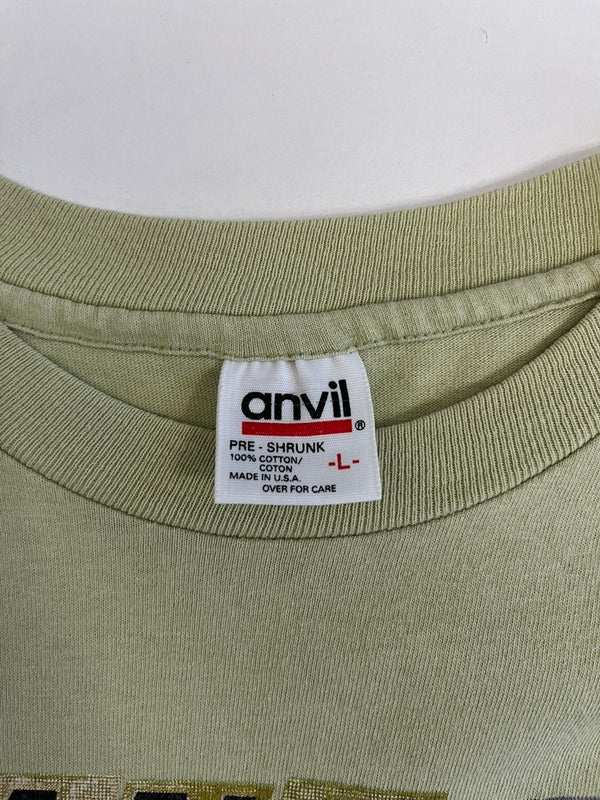 anvil®
PRE - SHRUNK
100% COTTON/
COTON
-L-
MADE IN U.S.A.
OVER FOR CARE